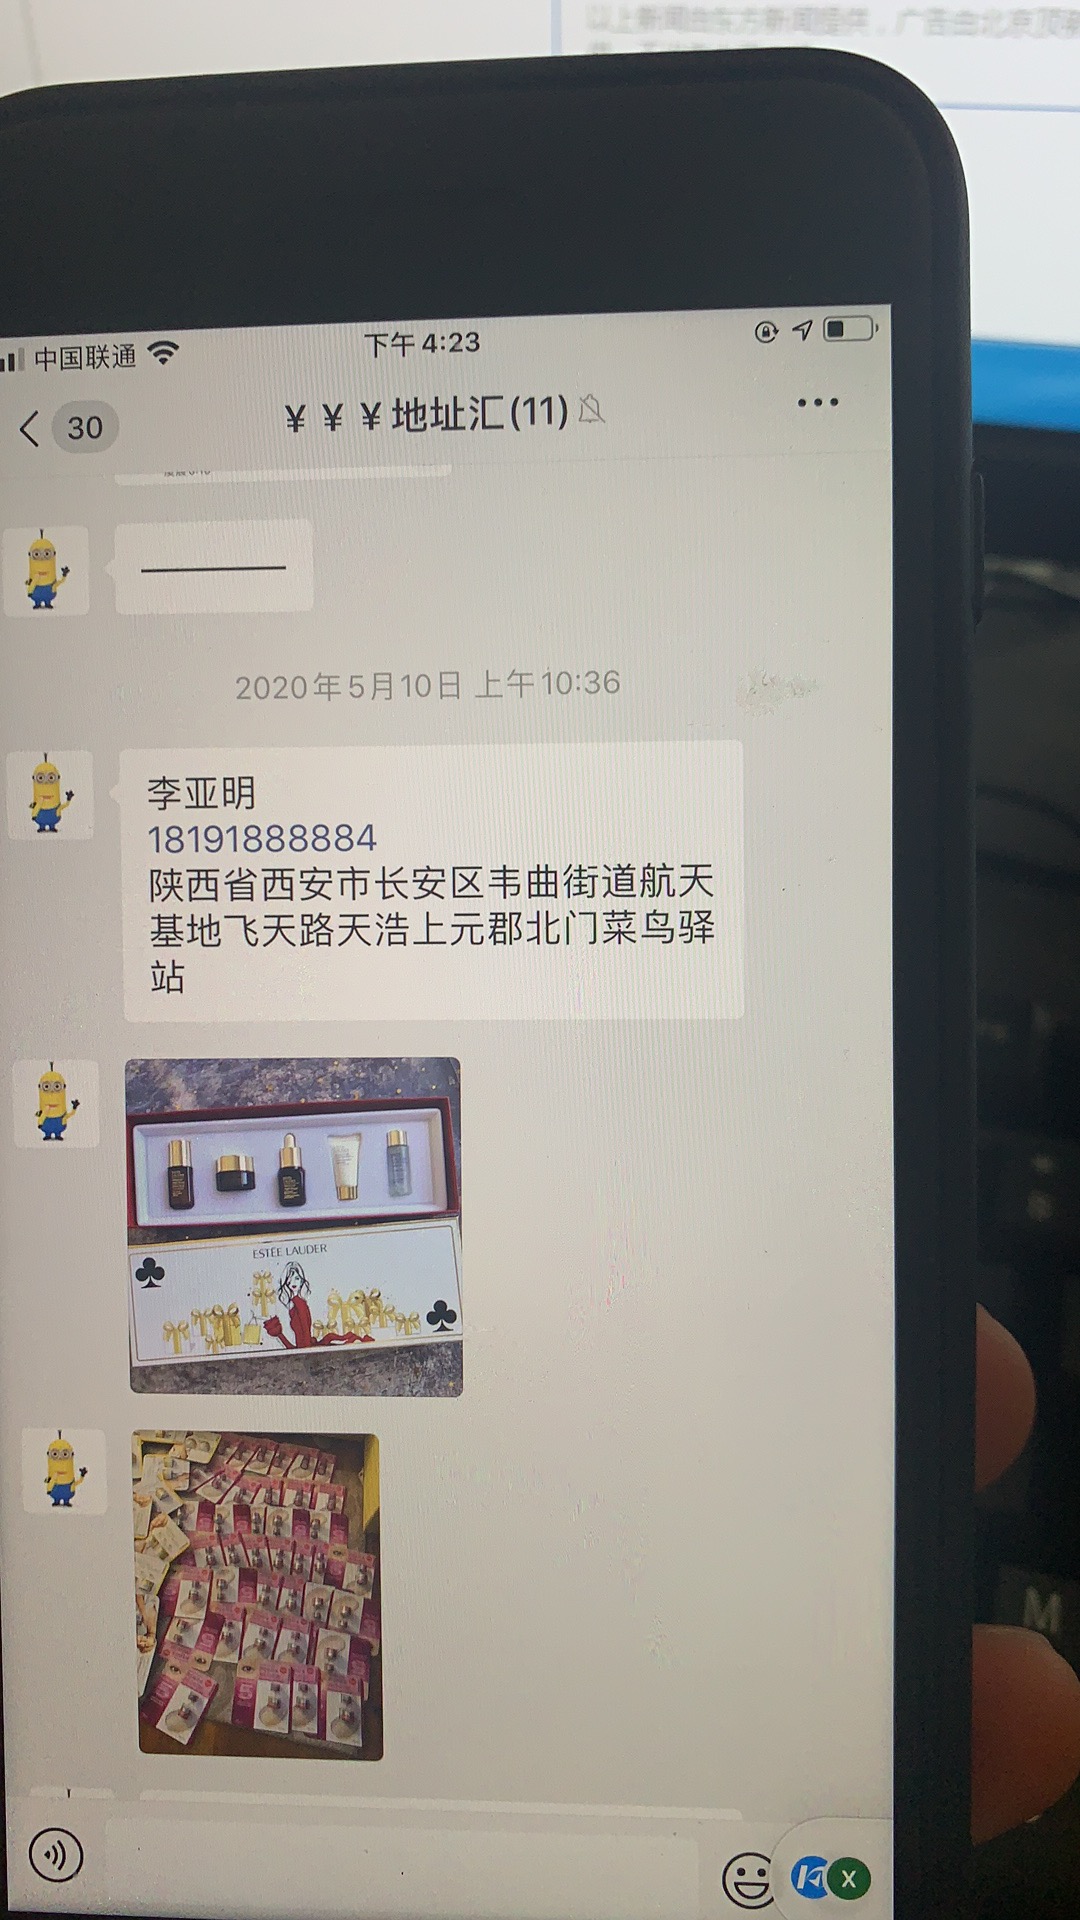 以上新闻由东方新闻提供，广告由北京顶
中国联通
下午4:23
30
¥ ¥ ¥地址汇(11)
2020年5月10日 上午10:36
李亚明
18191888884
陕西省西安市长安区韦曲街道航天
基地飞天路天浩上元郡北门菜鸟驿
站
ESTĒE LAUDER
5
5
X
M